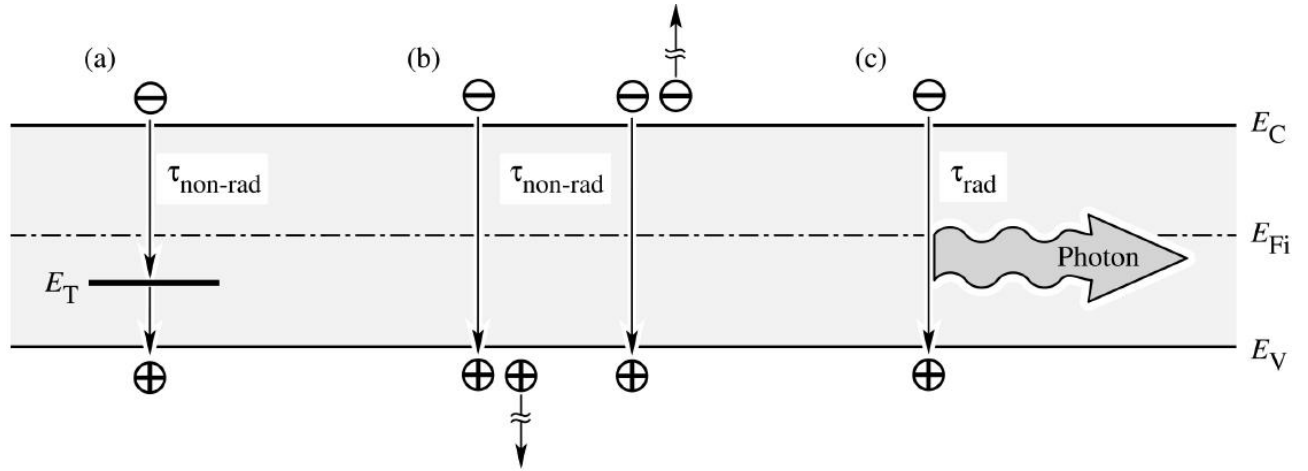 (a) (b) (c)
E_C
τ_non-rad τ_non-rad τ_rad
E_Fi
Photon
E_T
E_V